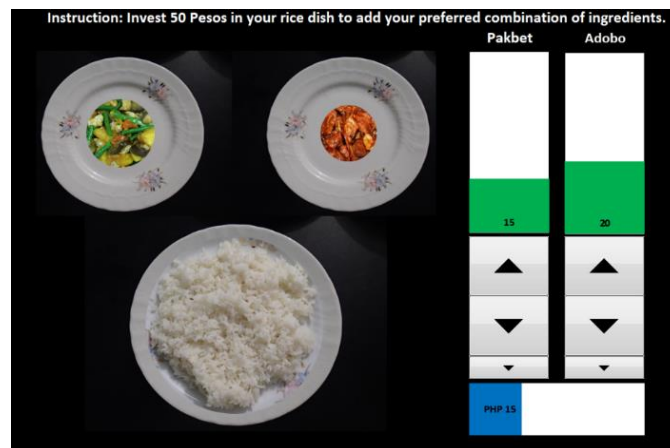 Instruction: Invest 50 Pesos in your rice dish to add your preferred combination of ingredients.
Pakbet
Adobo
15
20
PHP 15